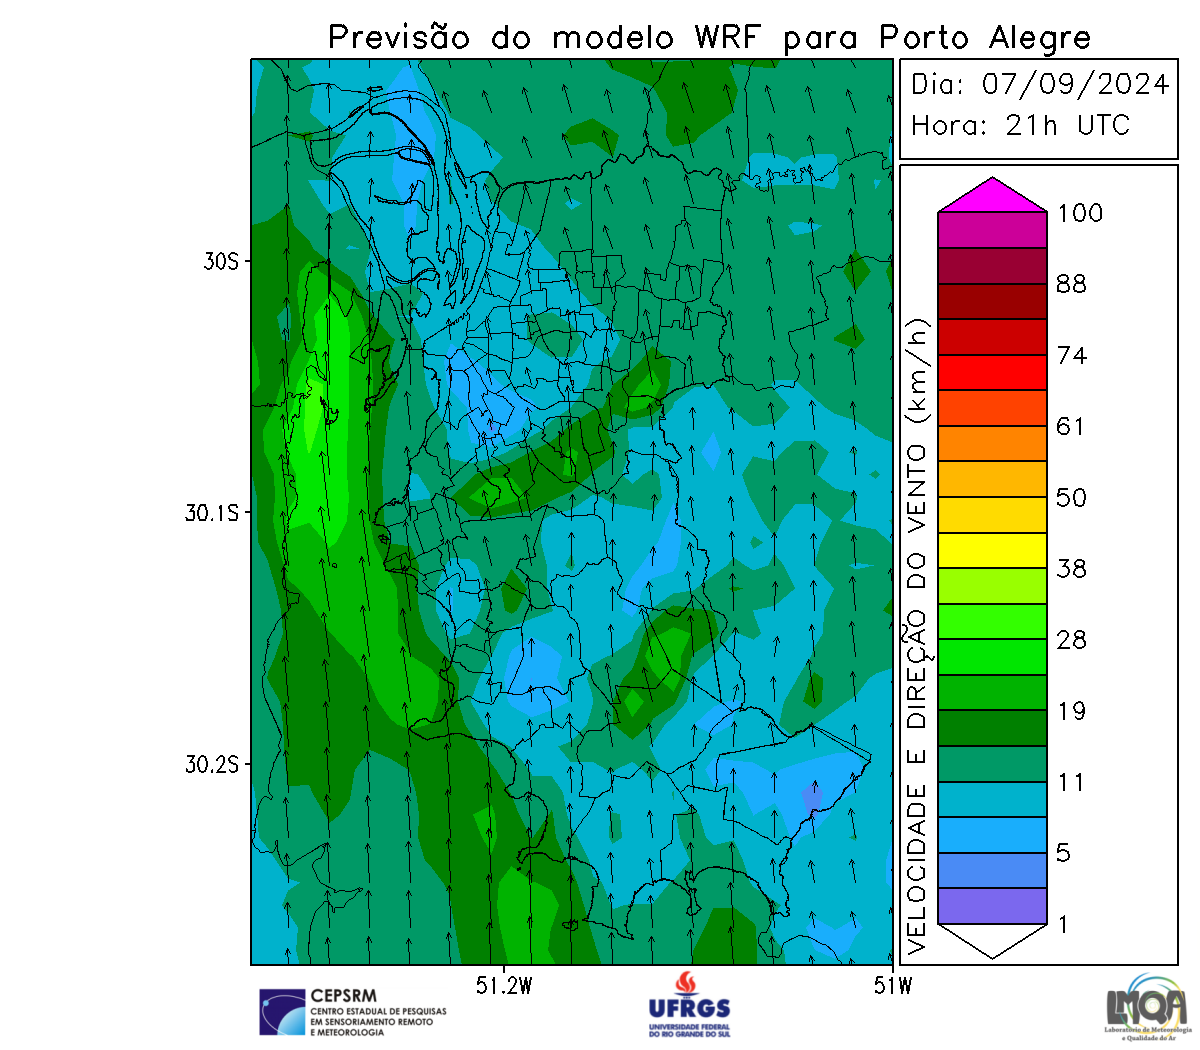 Previsão do modelo WRF para Porto Alegre
Dia: 07/09/2024
Hora: 21h UTC
VELOCIDADE E DIREÇÃO DO VENTO (km/h)
100
88
74
61
50
38
28
19
11
5
1
30S
30.1S
30.2S
51.2W
51W
CEPSRM
CENTRO ESTADUAL DE PESQUISAS
EM SENSORIAMENTO REMOTO
E METEOROLOGIA
UFRGS
UNIVERSIDADE FEDERAL
DO RIO GRANDE DO SUL
LMQA
Laboratório de Meteorologia
e Qualidade do Ar